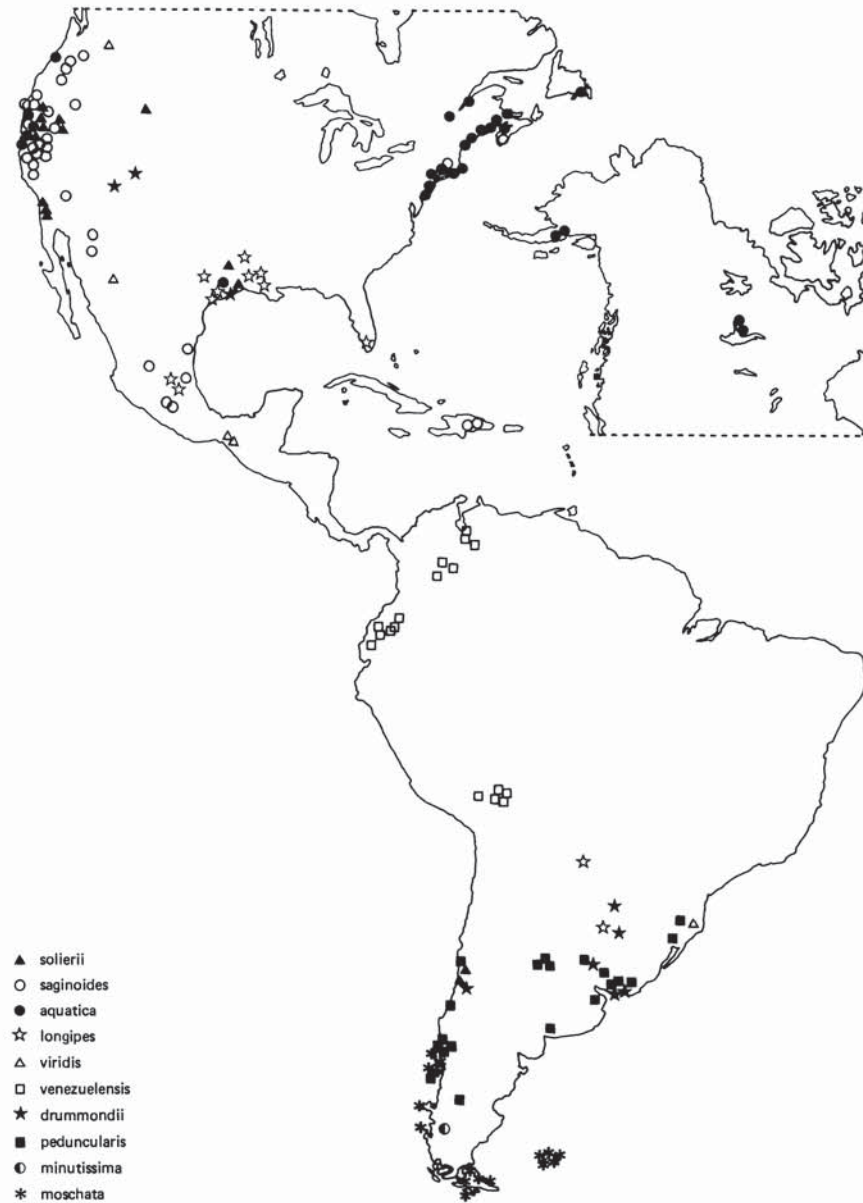 solierii
saginoides
aquatica
longipes
viridis
venezuelensis
drummondii
peduncularis
minutissima
moschata